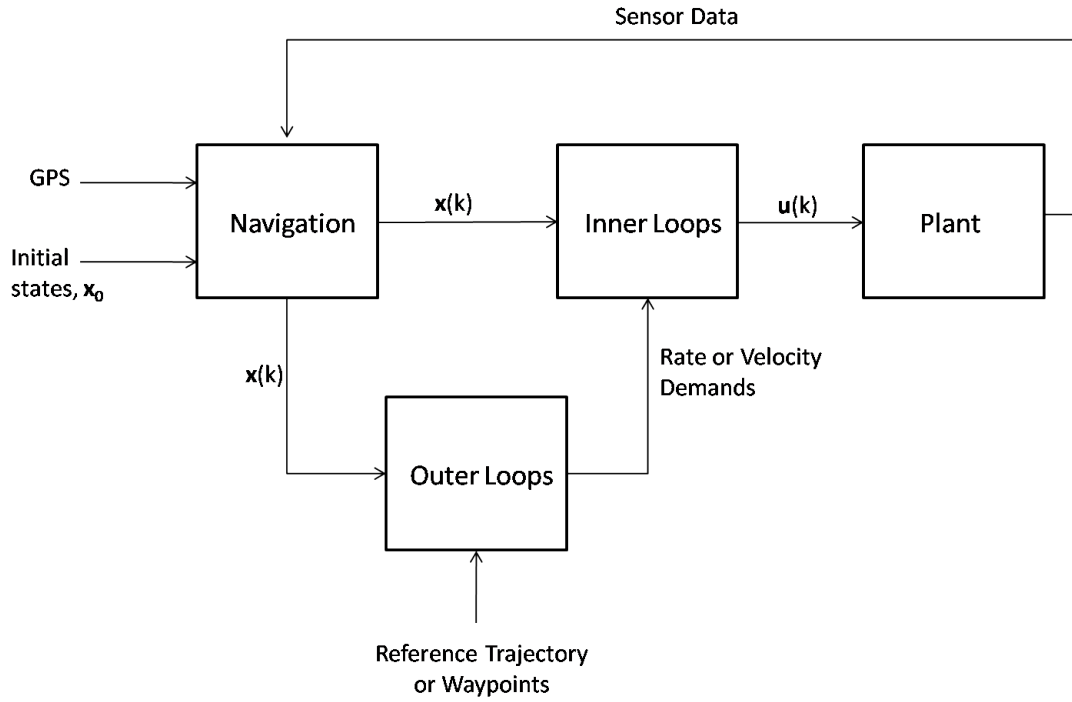 Sensor Data
GPS
Navigation
x(k)
Inner Loops
u(k)
Plant
Initial
states, x₀
x(k)
Rate or Velocity
Demands
Outer Loops
Reference Trajectory
or Waypoints